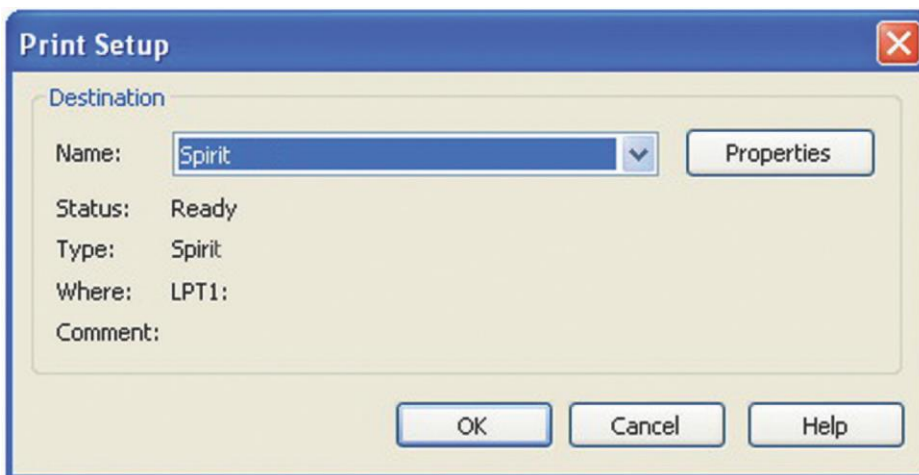 Print Setup
Destination
Name: Spirit Properties
Status: Ready
Type: Spirit
Where: LPT1:
Comment:
OK Cancel Help